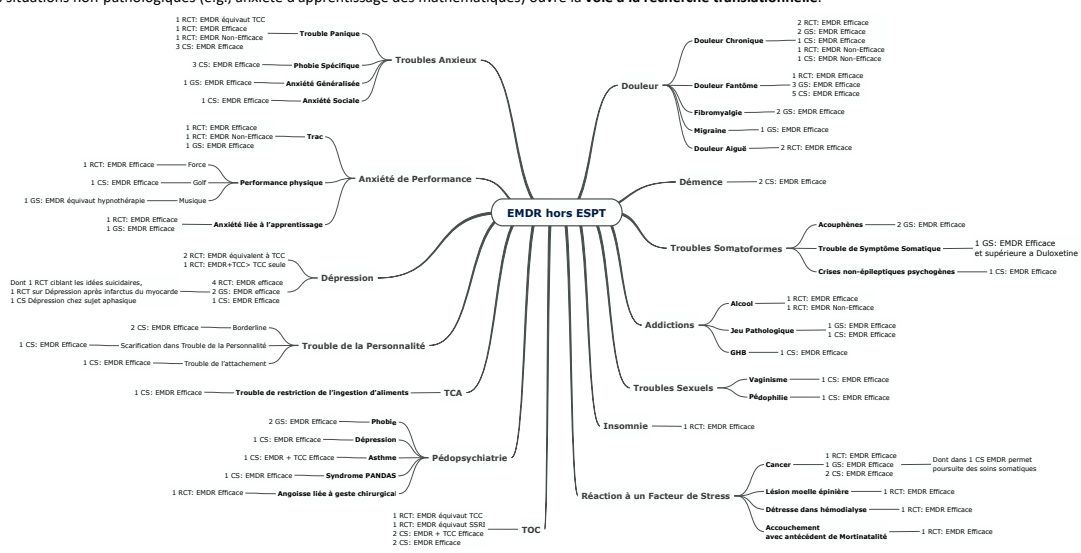 situations non-pathologiques (e.g. anxiété d'apprentissage des mathématiques) ouvre la voie à la recherche translationnelle.
EMDR hors ESPT
Troubles Anxieux
Trouble Panique
1 RCT: EMDR équivaut TCC
1 RCT: EMDR Efficace
1 RCT: EMDR Non-Efficace
3 CS: EMDR Efficace
Phobie Spécifique
3 CS: EMDR Efficace
Anxiété Généralisée
1 GS: EMDR Efficace
Anxiété Sociale
1 CS: EMDR Efficace
Anxiété de Performance
Trac
1 RCT: EMDR Efficace
1 RCT: EMDR Non-Efficace
1 GS: EMDR Efficace
Performance physique
Force
1 RCT: EMDR Efficace
Golf
1 CS: EMDR Efficace
Musique
1 GS: EMDR équivaut hypnothérapie
Anxiété liée à l'apprentissage
1 RCT: EMDR Efficace
1 GS: EMDR Efficace
Dépression
2 RCT: EMDR équivalent à TCC
1 RCT: EMDR+TCC> TCC seule
4 RCT: EMDR efficace
2 GS: EMDR efficace
1 CS: EMDR Efficace
Dont 1 RCT ciblant les idées suicidaires,
1 RCT sur Dépression après infarctus du myocarde
1 CS Dépression chez sujet aphasique
Trouble de la Personnalité
Borderline
2 CS: EMDR Efficace
Scarification dans Trouble de la Personnalité
1 CS: EMDR Efficace
Trouble de l'attachement
1 CS: EMDR Efficace
TCA
Trouble de restriction de l'ingestion d'aliments
1 CS: EMDR Efficace
Pédopsychiatrie
Phobie
2 GS: EMDR Efficace
Dépression
1 CS: EMDR Efficace
Asthme
1 CS: EMDR + TCC Efficace
Syndrome PANDAS
1 CS: EMDR Efficace
Angoisse liée à geste chirurgical
1 RCT: EMDR Efficace
TOC
1 RCT: EMDR équivaut TCC
1 RCT: EMDR équivaut SSRI
2 CS: EMDR + TCC Efficace
2 CS: EMDR Efficace
Douleur
Douleur Chronique
2 RCT: EMDR Efficace
2 GS: EMDR Efficace
1 CS: EMDR Efficace
1 RCT: EMDR Non-Efficace
1 CS: EMDR Non-Efficace
Douleur Fantôme
1 RCT: EMDR Efficace
3 GS: EMDR Efficace
5 CS: EMDR Efficace
Fibromyalgie
2 GS: EMDR Efficace
Migraine
1 GS: EMDR Efficace
Douleur Aiguë
2 RCT: EMDR Efficace
Démence
2 CS: EMDR Efficace
Troubles Somatoformes
Acouphènes
2 GS: EMDR Efficace
Trouble de Symptôme Somatique
1 GS: EMDR Efficace
et supérieure a Duloxetine
Crises non-épileptiques psychogènes
1 CS: EMDR Efficace
Addictions
Alcool
1 RCT: EMDR Efficace
1 RCT: EMDR Non-Efficace
Jeu Pathologique
1 GS: EMDR Efficace
1 CS: EMDR Efficace
GHB
1 CS: EMDR Efficace
Troubles Sexuels
Vaginisme
1 CS: EMDR Efficace
Pédophilie
1 CS: EMDR Efficace
Insomnie
1 RCT: EMDR Efficace
Réaction à un Facteur de Stress
Cancer
1 RCT: EMDR Efficace
1 GS: EMDR Efficace
2 CS: EMDR Efficace
Dont dans 1 CS EMDR permet
poursuite des soins somatiques
Lésion moelle épinière
1 RCT: EMDR Efficace
Détresse dans hémodialyse
1 RCT: EMDR Efficace
Accouchement
avec antécédent de Mortinatalité
1 RCT: EMDR Efficace